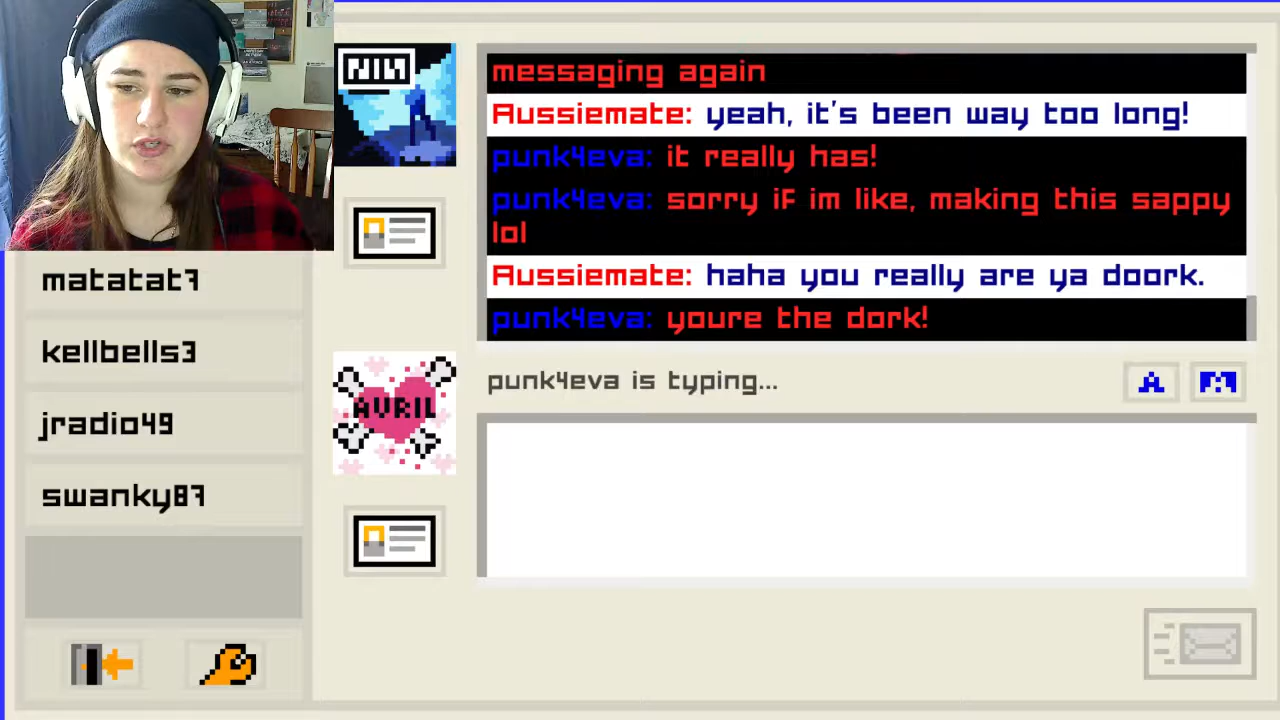 messaging again
Aussiemate: yeah, it's been way too long!
punk4eva: it really has!
punk4eva: sorry if im like, making this sappy
lol
Aussiemate: haha you really are ya doork.
punk4eva: youre the dork!
punk4eva is typing...
A
AVRIL
matatat7
kellbells3
jradio49
swanky87